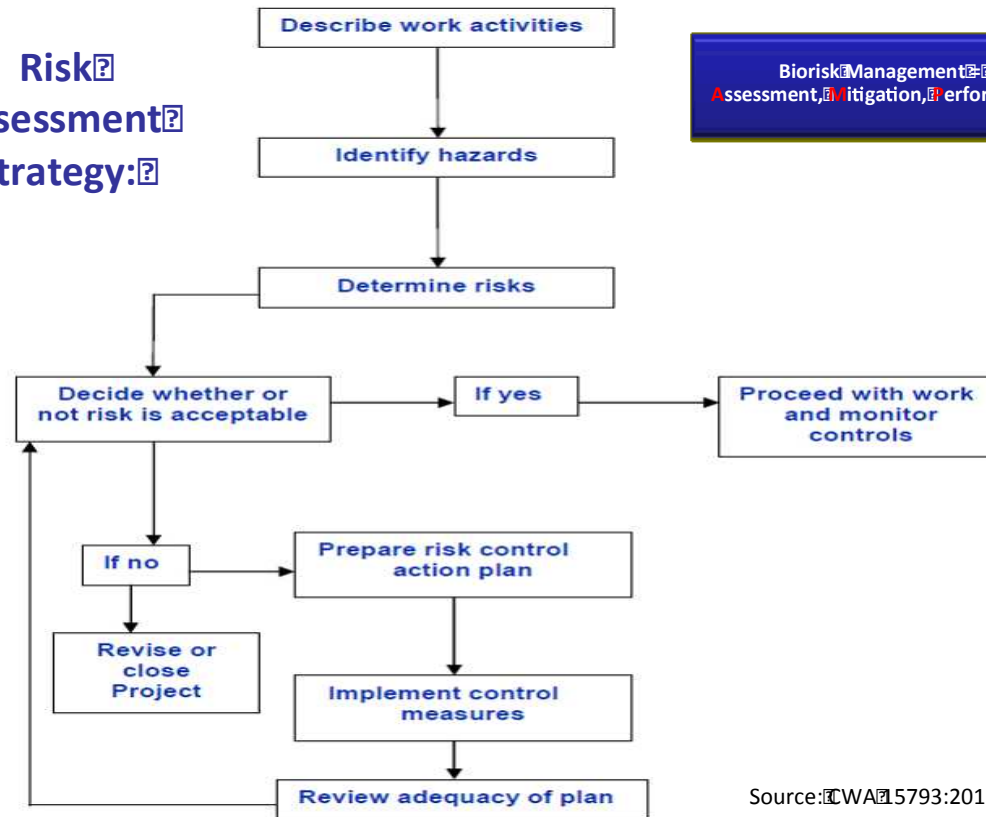 Risk
sessment
trategy:
Biorisk Management =
Assessment, Mitigation, Perfor
Describe work activities
Identify hazards
Determine risks
Decide whether or
not risk is acceptable
If yes
Proceed with work
and monitor
controls
If no
Prepare risk control
action plan
Revise or
close
Project
Implement control
measures
Review adequacy of plan
Source: CWA 15793:201